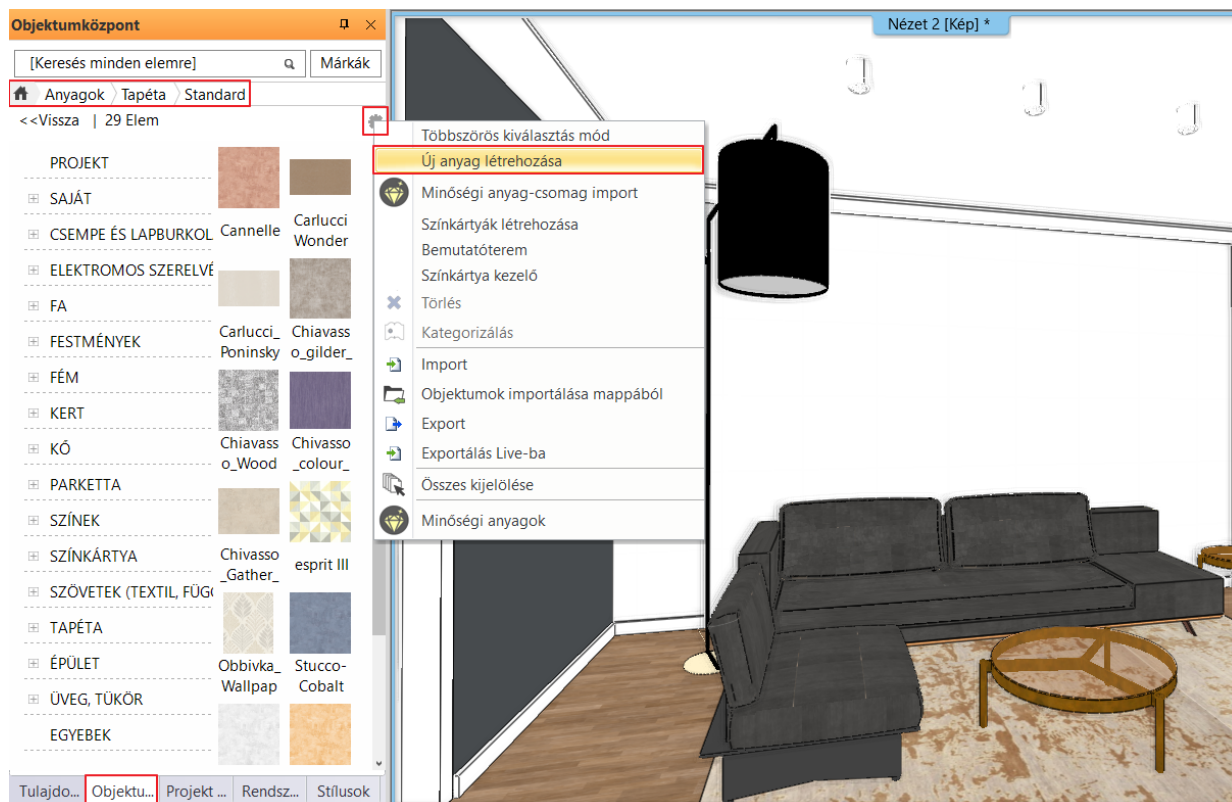 Objektumközpont
Nézet 2 [Kép] *
[Keresés minden elemre]
Márkák
Anyagok
Tapéta
Standard
<<Vissza | 29 Elem
PROJEKT
SAJÁT
CSEMPE ÉS LAPBURKOL
ELEKTROMOS SZERELVÉ
FA
FESTMÉNYEK
FÉM
KERT
KŐ
PARKETTA
SZÍNEK
SZÍNKÁRTYA
SZÖVETEK (TEXTIL, FÜGG
TAPÉTA
ÉPÜLET
ÜVEG, TÜKÖR
EGYEBEK
Cannelle
Carlucci
Wonder
Carlucci_
Poninsky
Chiavass
o_gilder_
Chiavass
o_Wood
Chivasso
_colour_
Chivasso
_Gather_
esprit III
Obbivka_
Wallpap
Stucco-
Cobalt
Többszörös kiválasztás mód
Új anyag létrehozása
Minőségi anyag-csomag import
Színkártyák létrehozása
Bemutatóterem
Színkártya kezelő
Törlés
Kategorizálás
Import
Objektumok importálása mappából
Export
Exportálás Live-ba
Összes kijelölése
Minőségi anyagok
Tulajdo...
Objektu...
Projekt ...
Rendsz...
Stílusok